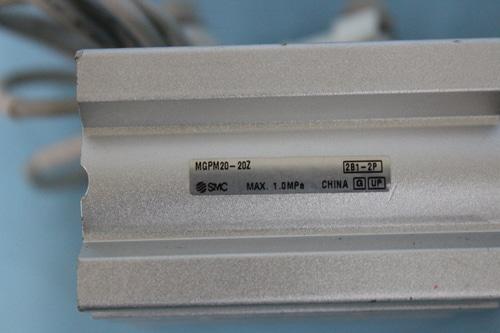 MGPM20-20Z 2B1-2P
SMC MAX. 1.0MPa CHINA G UP